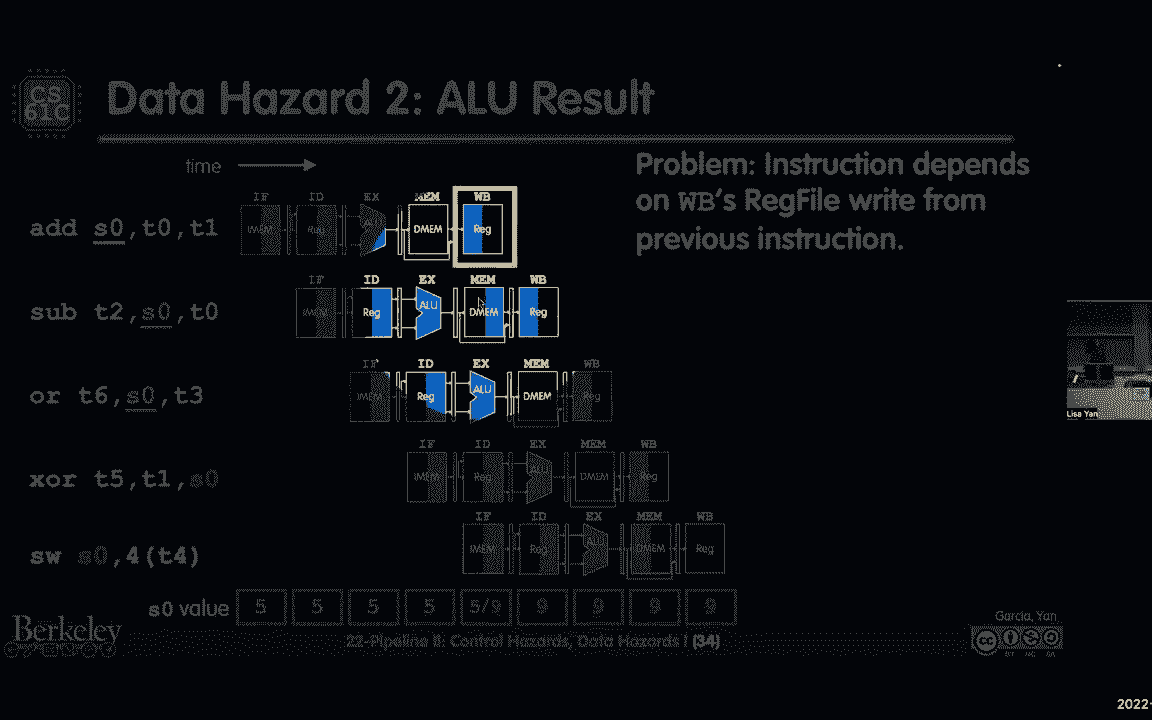 CS
61C
Data Hazard 2: ALU Result
time
Problem: Instruction depends
on WB's RegFile write from
previous instruction.
IF ID EX MEM WB
add s0,t0,t1
IMEM Reg ALU DMEM Reg
IF ID EX MEM WB
sub t2,s0,t0
IMEM Reg ALU DMEM Reg
IF ID EX MEM WB
or t6,s0,t3
IMEM Reg ALU DMEM Reg
IF ID EX MEM WB
xor t5,t1,s0
IMEM Reg ALU DMEM Reg
IF ID EX MEM WB
sw s0,4(t4)
IMEM Reg ALU DMEM Reg
s0 value 5 5 5 5 5/9 9 9 9 9
Berkeley
22-Pipeline II: Control Hazards, Data Hazards I (34)
Garcia, Yan
cc
BY NC SA
Lisa Yan
2022-